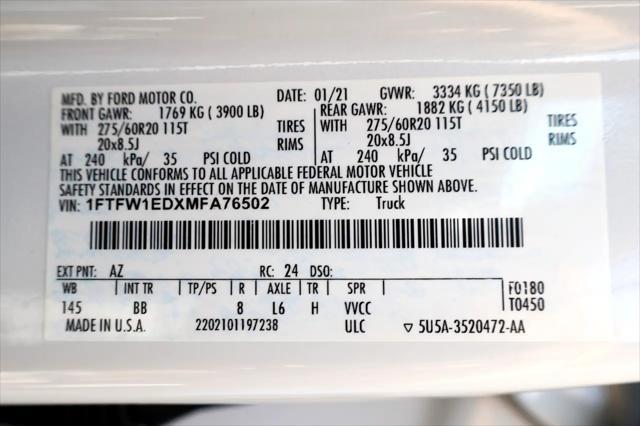 MFD. BY FORD MOTOR CO. DATE: 01/21 GVWR: 3334 KG ( 7350 LB)
FRONT GAWR: 1769 KG ( 3900 LB) REAR GAWR: 1882 KG ( 4150 LB)
WITH 275/60R20 115T TIRES WITH 275/60R20 115T TIRES
20x8.5J RIMS 20x8.5J RIMS
AT 240 kPa/ 35 PSI COLD AT 240 kPa/ 35 PSI COLD
THIS VEHICLE CONFORMS TO ALL APPLICABLE FEDERAL MOTOR VEHICLE
SAFETY STANDARDS IN EFFECT ON THE DATE OF MANUFACTURE SHOWN ABOVE.
VIN: 1FTFW1EDXMFA76502 TYPE: Truck
EXT PNT: AZ RC: 24 DSO:
WB INT TR TP/PS R AXLE TR SPR F0180
145 BB 8 L6 H VVCC T0450
MADE IN U.S.A. 2202101197238 ULC 5U5A-3520472-AA